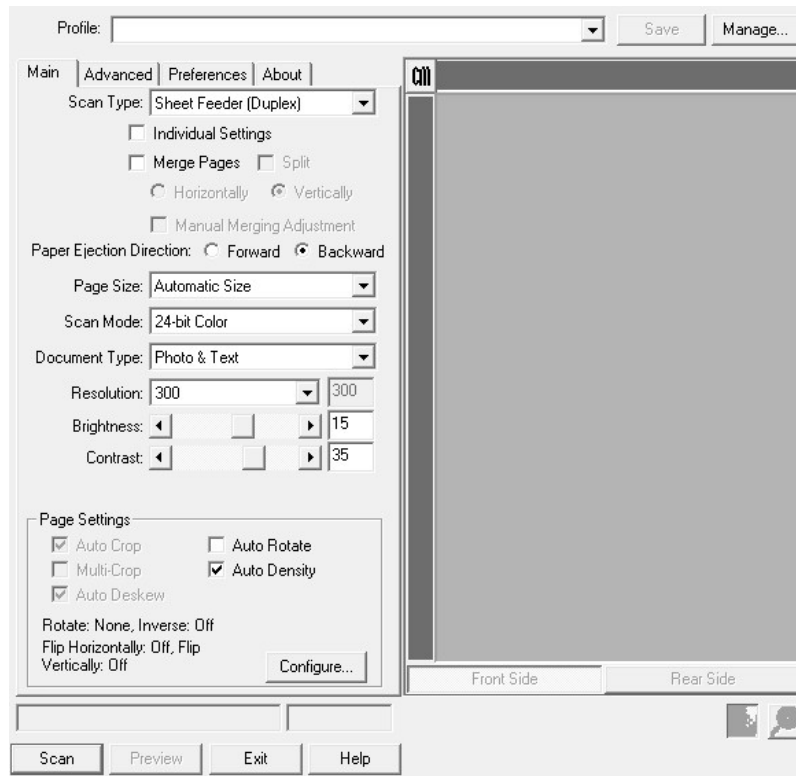 Profile: Save Manage...
Main Advanced Preferences About cm
Scan Type: Sheet Feeder (Duplex)
Individual Settings
Merge Pages Split
Horizontally Vertically
Manual Merging Adjustment
Paper Ejection Direction: Forward Backward
Page Size: Automatic Size
Scan Mode: 24-bit Color
Document Type: Photo & Text
Resolution: 300 300
Brightness: 15
Contrast: 35
Page Settings
Auto Crop Auto Rotate
Multi-Crop Auto Density
Auto Deskew
Rotate: None, Inverse: Off
Flip Horizontally: Off, Flip
Vertically: Off
Configure...
Front Side Rear Side
Scan Preview Exit Help